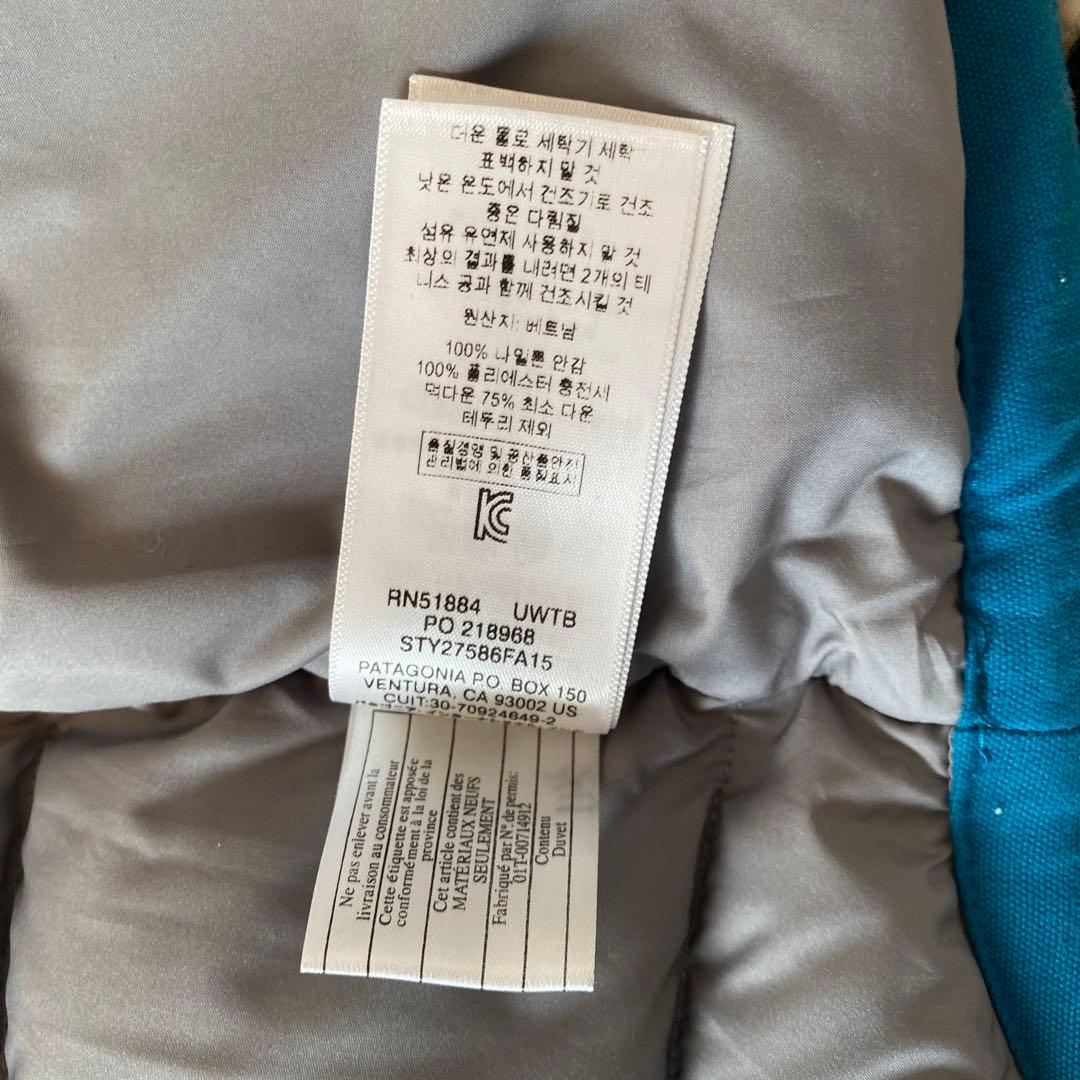 더운 물로 세탁기 세탁
표백하지 말 것
낮은 온도에서 건조기로 건조
중온 다림질
섬유 유연제 사용하지 말 것
최상의 결과를 내려면 2개의 테
니스 공과 함께 건조시킬 것
원산지: 베트남
100% 나일론 안감
100% 폴리에스터 충전재
덕다운 75% 최소 다운
테두리 제외
품질경영 및 공산품안전
관리법에 의한 품질표시
KC
RN51884 UWTB
PO 218968
STY27586FA15
PATAGONIA P.O. BOX 150
VENTURA, CA 93002 US
CUIT:30-70924649-2
Ne pas enlever avant la
livraison au consommateur
Cette étiquette est apposée
conformément à la loi de la
province
Cet article contient des
MATÉRIAUX NEUFS
SEULEMENT
Fabriqué par Nº. de permis:
01T-00714912
Contenu
Duvet